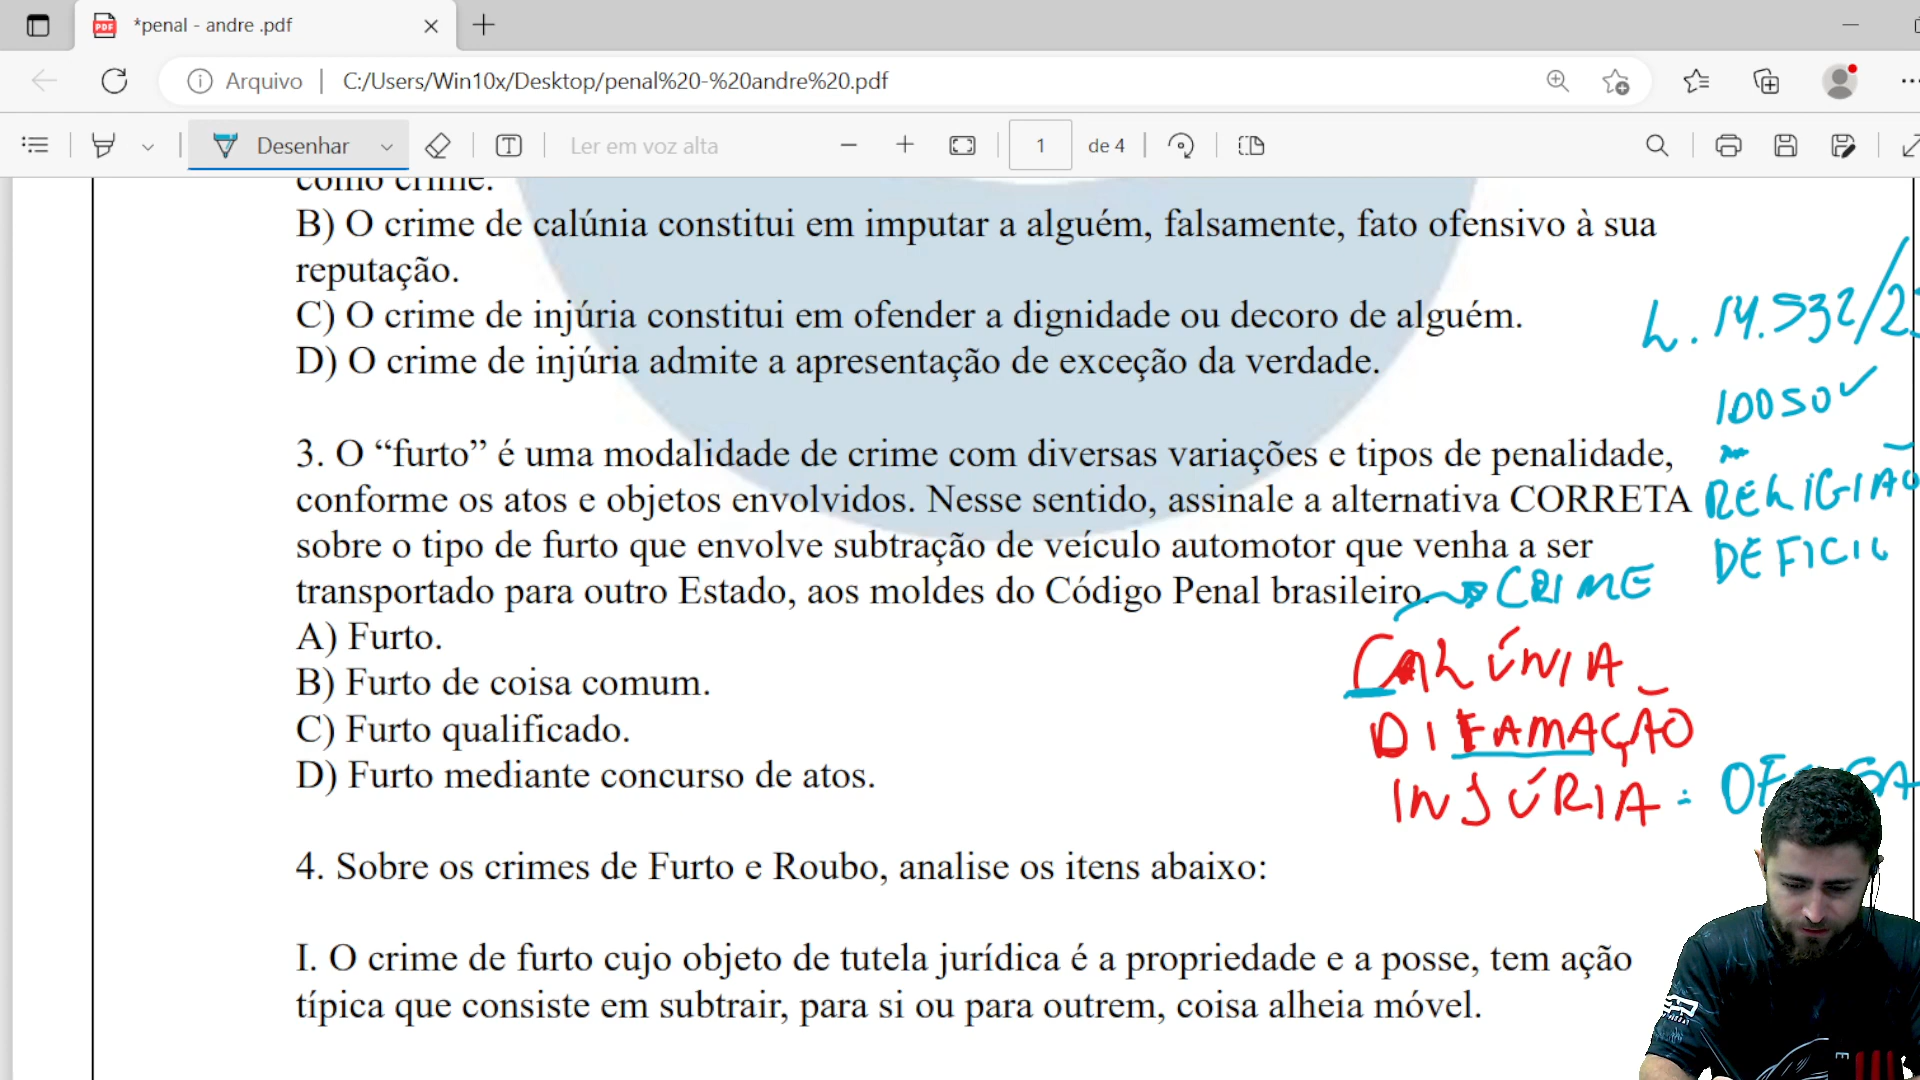 *penal - andre .pdf
Arquivo
C:/Users/Win10x/Desktop/penal%20-%20andre%20.pdf
Desenhar
Ler em voz alta
1
de 4
como crime.
B) O crime de calúnia constitui em imputar a alguém, falsamente, fato ofensivo à sua
reputação.
C) O crime de injúria constitui em ofender a dignidade ou decoro de alguém.
D) O crime de injúria admite a apresentação de exceção da verdade.
L. 14.532/23
IDOSO
RELIGIÃO
DEFICI
3. O “furto” é uma modalidade de crime com diversas variações e tipos de penalidade,
conforme os atos e objetos envolvidos. Nesse sentido, assinale a alternativa CORRETA
sobre o tipo de furto que envolve subtração de veículo automotor que venha a ser
transportado para outro Estado, aos moldes do Código Penal brasileiro.
A) Furto.
B) Furto de coisa comum.
C) Furto qualificado.
D) Furto mediante concurso de atos.
CRIME
CALÚNIA
DIFAMAÇÃO
INJÚRIA =
4. Sobre os crimes de Furto e Roubo, analise os itens abaixo:
I. O crime de furto cujo objeto de tutela jurídica é a propriedade e a posse, tem ação
típica que consiste em subtrair, para si ou para outrem, coisa alheia móvel.